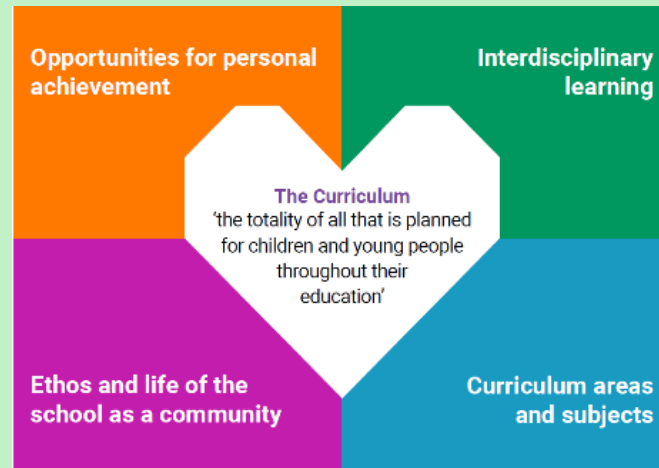 Opportunities for personal
achievement
Interdisciplinary
learning
The Curriculum
‘the totality of all that is planned
for children and young people
throughout their
education’
Ethos and life of the
school as a community
Curriculum areas
and subjects